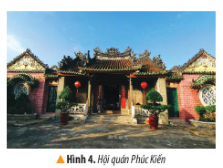 ▲ Hình 4. Hội quán Phúc Kiến